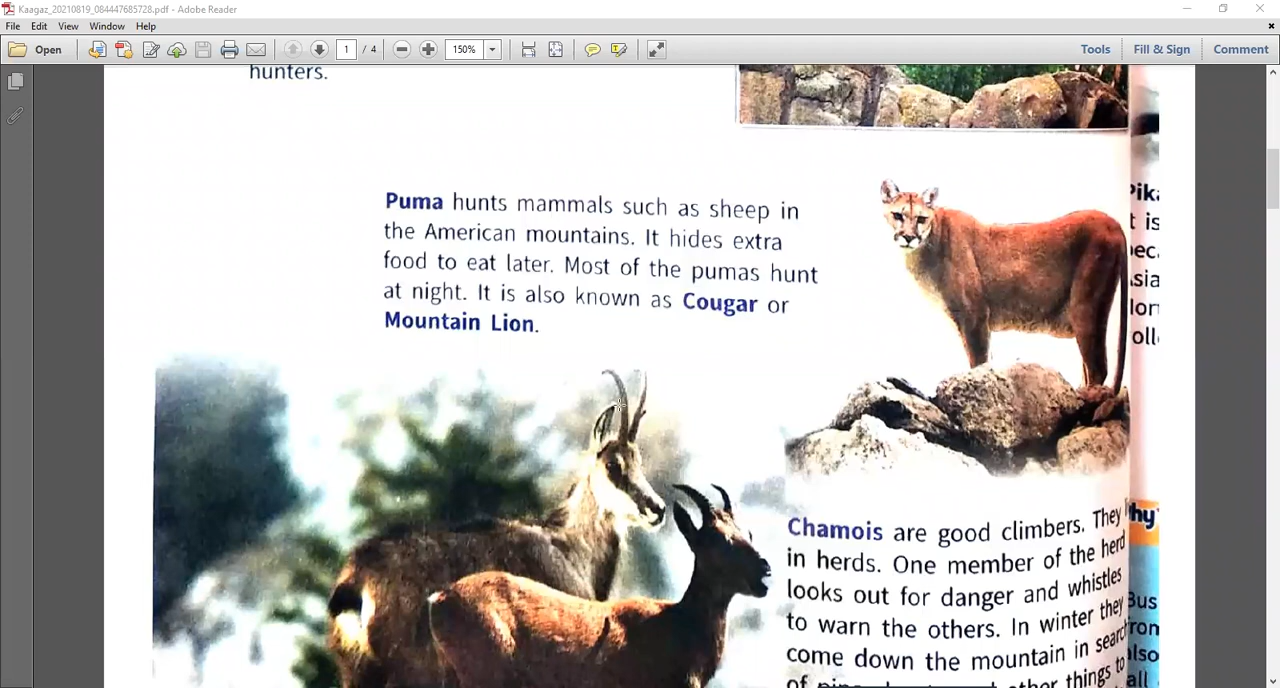 Kaagaz_20210819_084447685728.pdf - Adobe Reader
File Edit View Window Help
Open 1 / 4 150% Tools Fill & Sign Comment
hunters.
Puma hunts mammals such as sheep in
the American mountains. It hides extra
food to eat later. Most of the pumas hunt
at night. It is also known as Cougar or
Mountain Lion.
Chamois are good climbers. They
in herds. One member of the herd
looks out for danger and whistles
to warn the others. In winter they
come down the mountain in search
of other things to